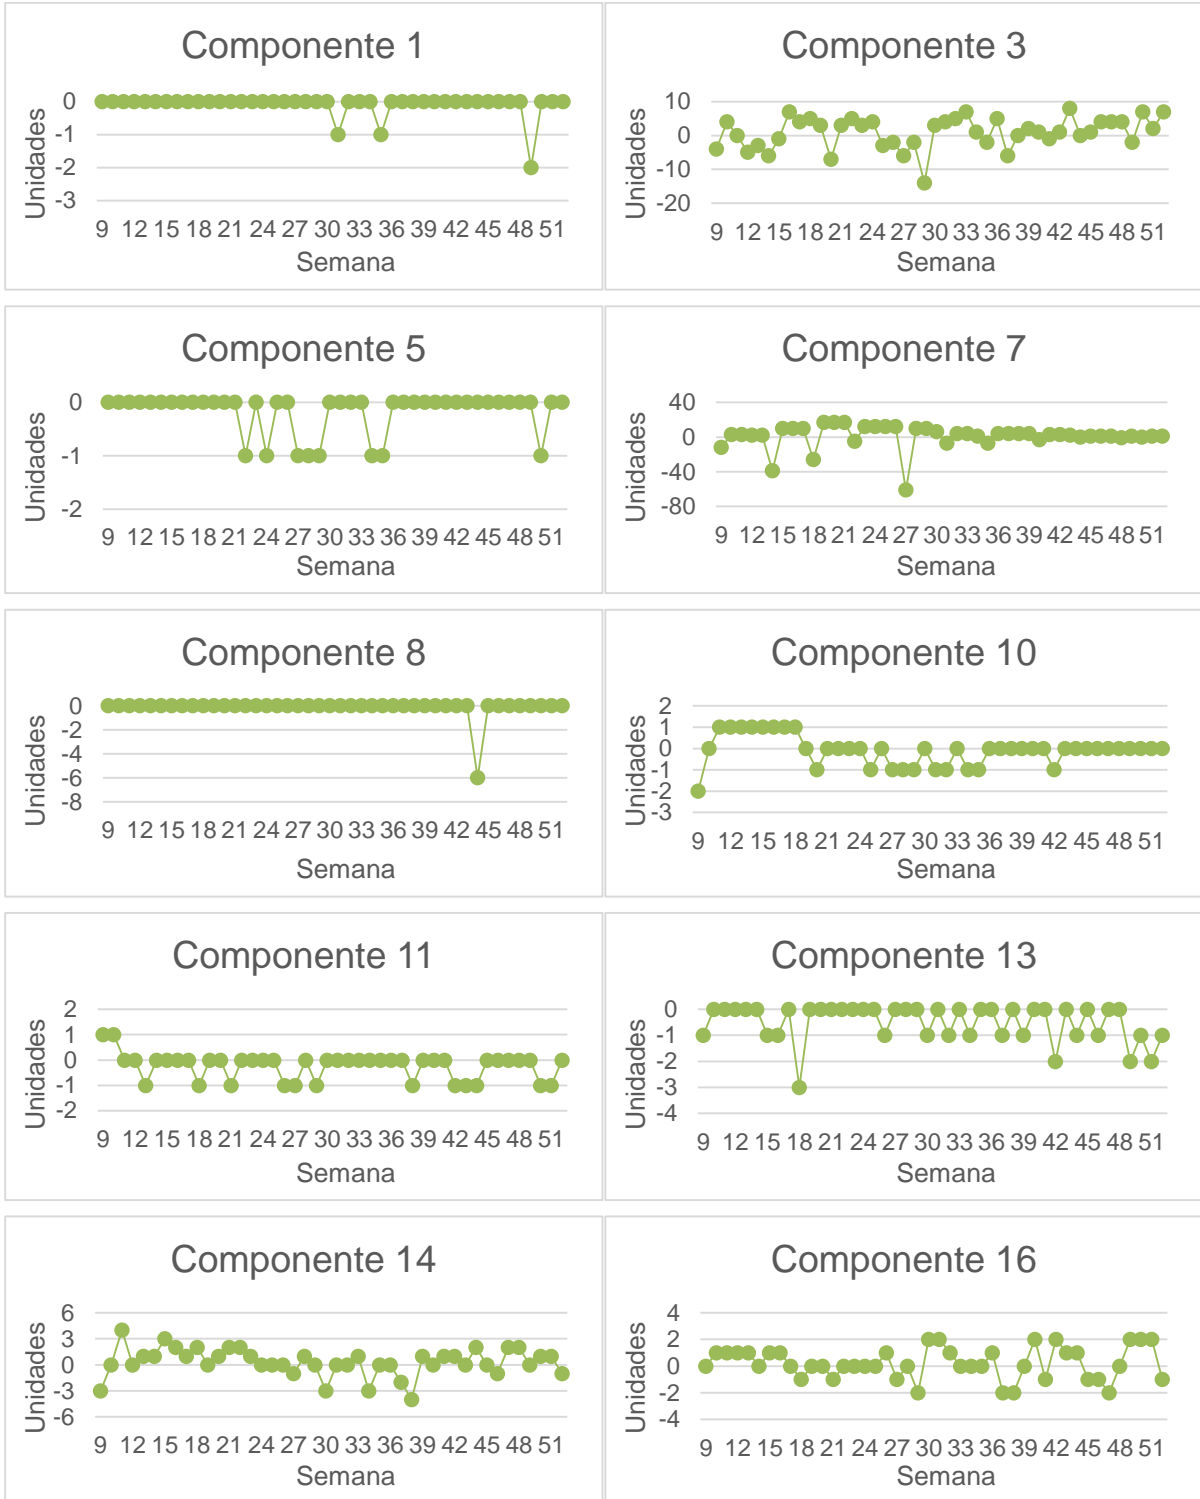 Componente 1
Unidades
0
-1
-2
-3
9 12 15 18 21 24 27 30 33 36 39 42 45 48 51
Semana
Componente 3
Unidades
10
0
-10
-20
9 12 15 18 21 24 27 30 33 36 39 42 45 48 51
Semana
Componente 5
Unidades
0
-1
-2
9 12 15 18 21 24 27 30 33 36 39 42 45 48 51
Semana
Componente 7
Unidades
40
0
-40
-80
9 12 15 18 21 24 27 30 33 36 39 42 45 48 51
Semana
Componente 8
Unidades
0
-2
-4
-6
-8
9 12 15 18 21 24 27 30 33 36 39 42 45 48 51
Semana
Componente 10
Unidades
2
1
0
-1
-2
-3
9 12 15 18 21 24 27 30 33 36 39 42 45 48 51
Semana
Componente 11
Unidades
2
1
0
-1
-2
9 12 15 18 21 24 27 30 33 36 39 42 45 48 51
Semana
Componente 13
Unidades
0
-1
-2
-3
-4
9 12 15 18 21 24 27 30 33 36 39 42 45 48 51
Semana
Componente 14
Unidades
6
3
0
-3
-6
9 12 15 18 21 24 27 30 33 36 39 42 45 48 51
Semana
Componente 16
Unidades
4
2
0
-2
-4
9 12 15 18 21 24 27 30 33 36 39 42 45 48 51
Semana